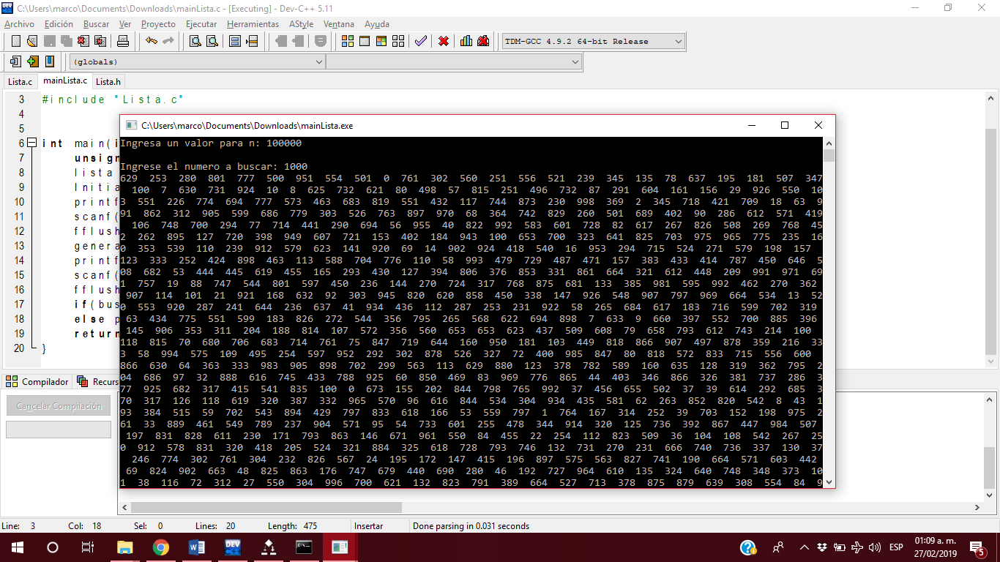 C:\Users\marco\Documents\Downloads\mainLista.c - [Executing] - Dev-C++ 5.11
Archivo Edición Buscar Ver Proyecto Ejecutar Herramientas AStyle Ventana Ayuda
TDM-GCC 4.9.2 64-bit Release
(globals)
Lista.c mainLista.c Lista.h
3 #include "Lista.c"
4
5
6 int main(i
7 unsign
8 lista
9 Initia
10 printf
11 scanf(
12 fflush
13 genera
14 printf
15 scanf(
16 fflush
17 if(bus
18 else p
19 return
20 }
C:\Users\marco\Documents\Downloads\mainLista.exe
Ingresa un valor para n: 100000
Ingrese el numero a buscar: 1000
629 253 280 801 777 500 951 554 501 0 761 302 560 251 556 521 239 345 135 78 637 195 181 507 347
100 7 630 731 924 10 8 625 732 621 80 498 57 815 251 496 732 87 291 604 161 156 29 926 550 10
3 551 226 774 694 777 573 463 683 819 551 432 117 744 873 230 998 369 2 345 718 421 709 18 63 9
91 862 312 905 599 686 779 303 526 763 897 970 68 364 742 829 260 501 689 402 90 286 612 571 419
106 748 700 294 77 714 441 290 694 56 955 40 822 992 583 601 728 82 617 267 826 508 269 768 45
2 262 895 127 720 398 949 607 721 153 402 184 943 100 653 700 323 641 825 703 975 965 775 235 16
0 353 539 110 239 912 579 623 141 920 69 14 902 924 418 540 16 953 294 715 524 271 579 198 157
123 333 252 424 898 463 113 588 704 776 110 58 993 479 729 487 471 157 383 433 414 787 450 646 5
08 682 53 444 445 619 455 165 293 430 127 394 806 376 853 331 861 664 321 612 448 209 991 971 69
1 757 19 88 747 544 801 597 450 236 144 270 724 317 768 875 681 133 385 981 595 992 462 270 362
907 114 101 21 921 168 632 92 303 945 820 620 858 450 338 147 926 548 907 797 969 664 534 13 52
0 553 920 287 241 644 236 637 41 934 436 112 287 253 231 922 58 265 684 617 183 716 599 702 319
63 434 775 551 599 183 826 272 544 356 795 265 568 622 694 898 7 633 9 660 397 552 700 885 396
145 906 353 311 204 188 814 107 572 356 560 653 653 623 437 509 608 79 658 793 612 743 214 100
118 815 70 680 706 683 714 761 75 847 719 644 160 950 181 103 449 818 866 907 497 878 359 216 33
3 58 994 575 109 495 254 597 952 292 302 878 526 327 72 400 985 847 80 818 572 833 715 556 600
866 630 64 363 333 983 905 898 702 299 563 113 629 880 123 378 782 589 160 635 128 319 362 795 2
04 686 97 32 888 616 745 433 788 925 60 850 469 83 969 776 865 44 403 346 866 326 381 737 286 3
77 925 682 317 415 541 835 100 0 673 155 202 844 798 765 992 37 456 655 502 37 39 614 292 685 3
70 317 126 118 619 320 387 332 965 570 96 616 844 534 304 934 435 581 62 263 852 820 542 8 43 1
93 384 515 59 702 543 894 429 797 833 618 166 53 559 797 1 764 167 314 252 39 703 152 198 975 2
61 33 889 461 549 789 237 904 571 95 54 733 601 255 478 344 914 320 125 736 392 867 447 984 507
197 831 828 611 230 171 793 863 146 671 961 550 84 455 22 254 112 823 509 36 104 108 542 267 25
0 912 578 831 320 418 205 524 321 884 325 618 728 793 746 132 731 270 231 666 740 736 337 130 37
246 774 302 761 304 232 826 567 24 195 172 147 415 196 897 575 563 827 741 190 664 571 603 442
69 824 902 663 48 825 863 176 747 679 440 690 280 46 192 727 964 610 135 324 640 748 348 373 10
1 38 116 72 312 27 550 304 996 700 621 132 823 791 389 664 527 713 378 875 879 639 308 554 84 9
Compilador Recurs
Cancelar Compilación
Line: 3 Col: 18 Sel: 0 Lines: 20 Length: 475 Insertar Done parsing in 0.031 seconds
ESP 01:09 a. m.
27/02/2019
5